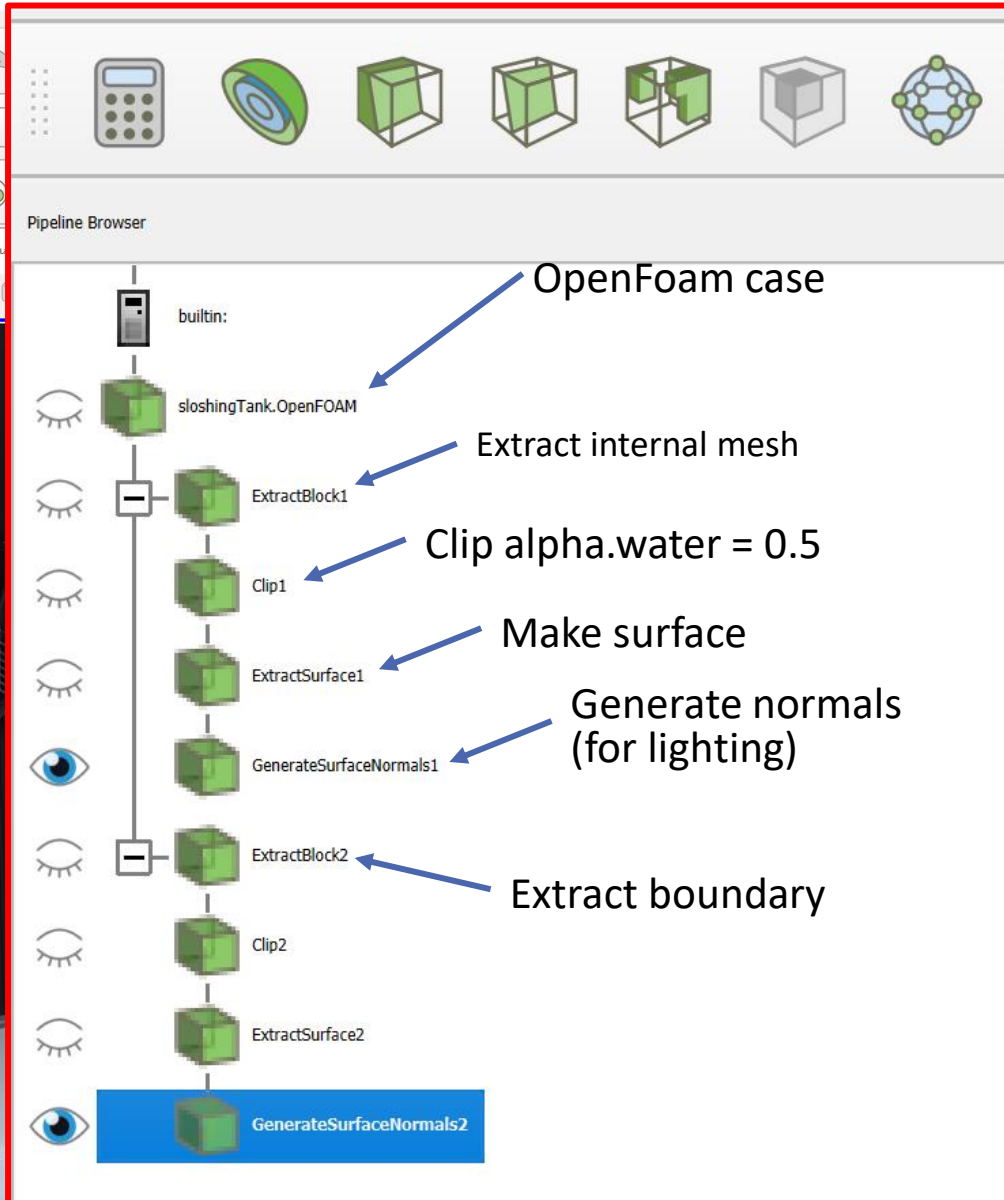 Pipeline Browser
OpenFoam case
builtin:
sloshingTank.OpenFOAM
Extract internal mesh
ExtractBlock1
Clip alpha.water = 0.5
Clip1
Make surface
ExtractSurface1
Generate normals
(for lighting)
GenerateSurfaceNormals1
ExtractBlock2
Extract boundary
Clip2
ExtractSurface2
GenerateSurfaceNormals2